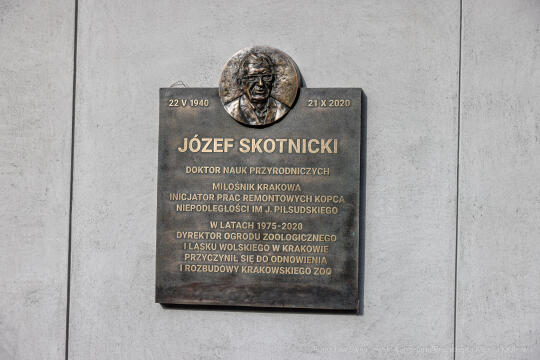 22 V 1940
21 X 2020
JÓZEF SKOTNICKI
DOKTOR NAUK PRZYRODNICZYCH
MIŁOŚNIK KRAKOWA
INICJATOR PRAC REMONTOWYCH KOPCA
NIEPODLEGŁOŚCI IM J. PIŁSUDSKIEGO
W LATACH 1975-2020
DYREKTOR OGRODU ZOOLOGICZNEGO
I LASKU WOLSKIEGO W KRAKOWIE
PRZYCZYNIŁ SIĘ DO ODNOWIENIA
I ROZBUDOWY KRAKOWSKIEGO ZOO